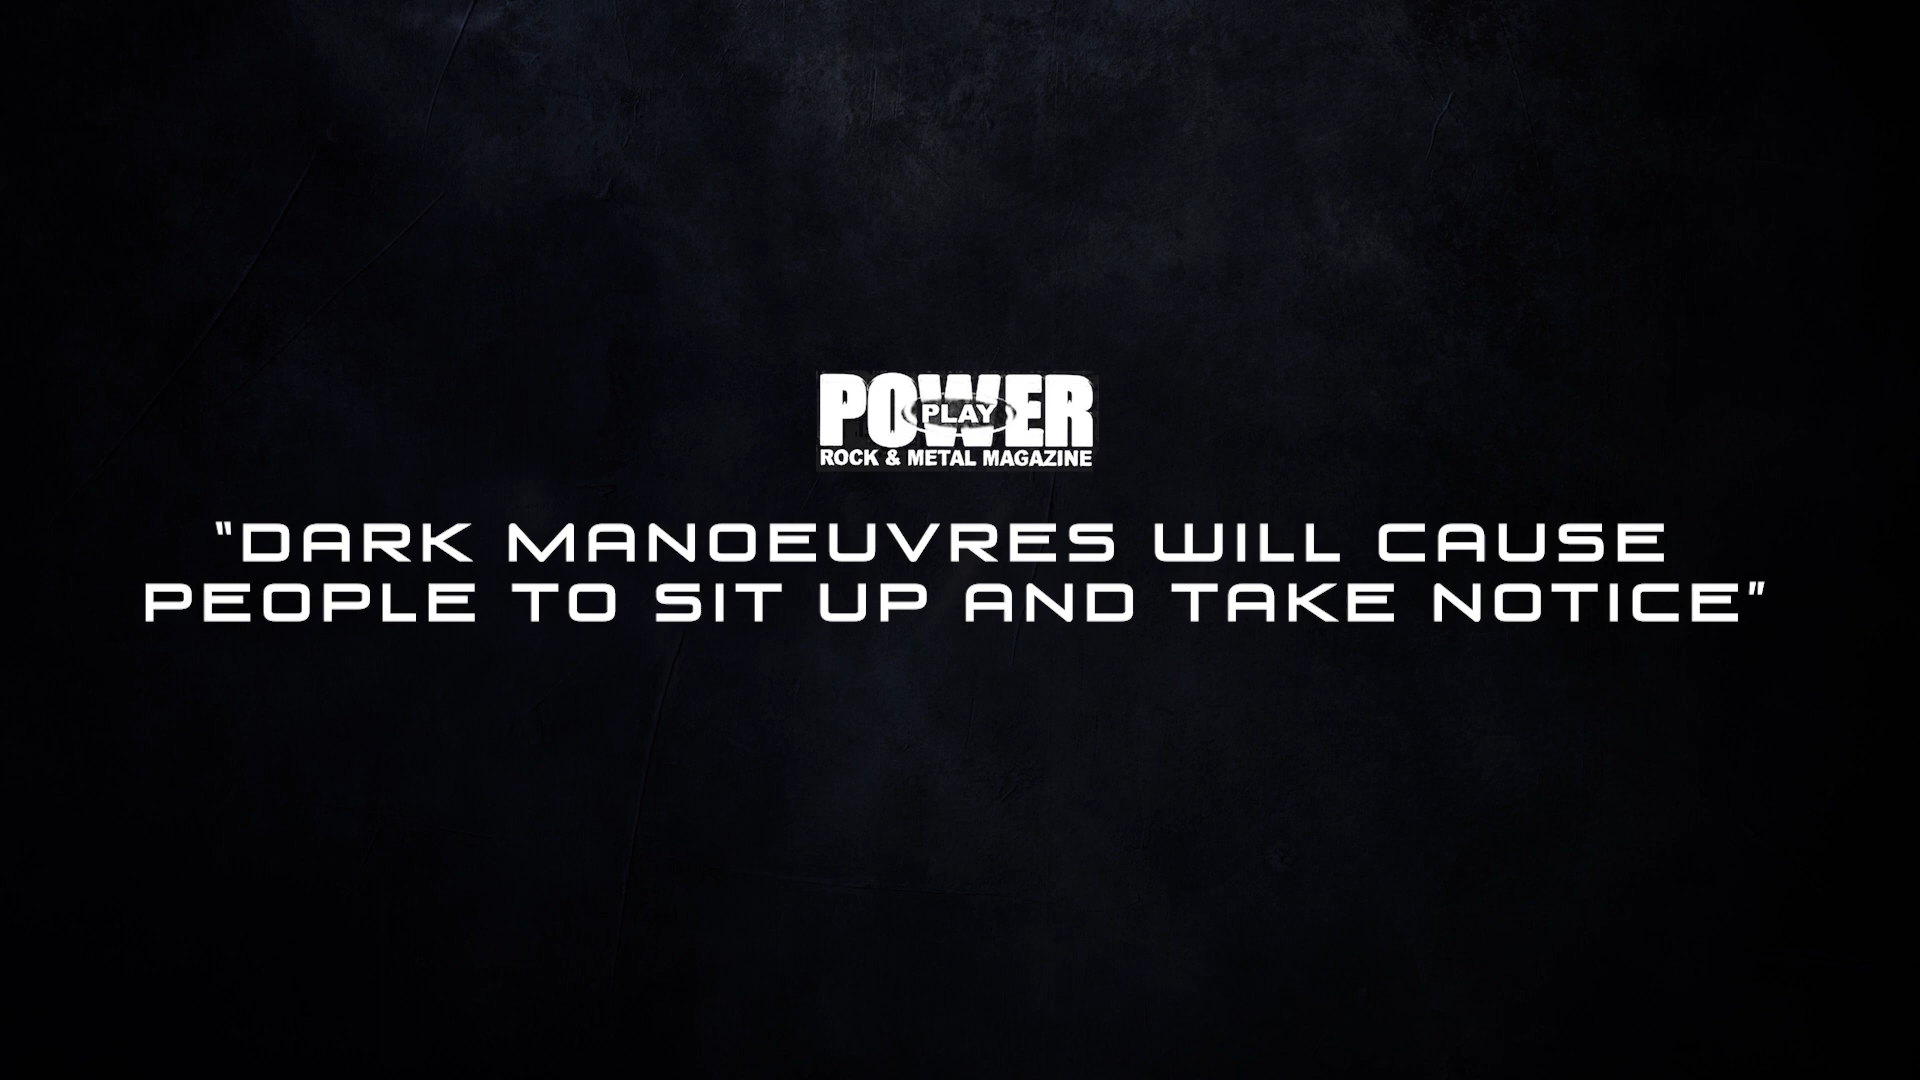 POWER
PLAY
ROCK & METAL MAGAZINE
"DARK MANOEUVRES WILL CAUSE
PEOPLE TO SIT UP AND TAKE NOTICE"